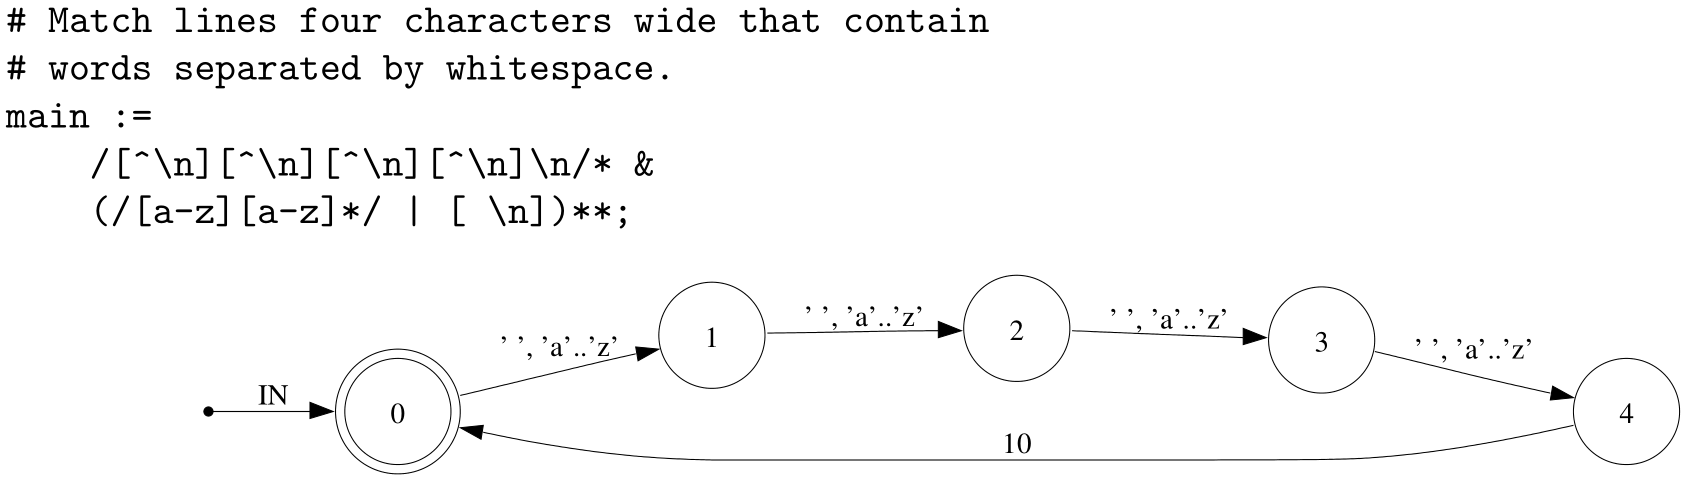 # Match lines four characters wide that contain
# words separated by whitespace.
main :=
    /[^\n][^\n][^\n][^\n]\n/* &
    (/[a-z][a-z]*/ | [ \n])**;
IN
0
' ', 'a'..'z'
1
' ', 'a'..'z'
2
' ', 'a'..'z'
3
' ', 'a'..'z'
4
10